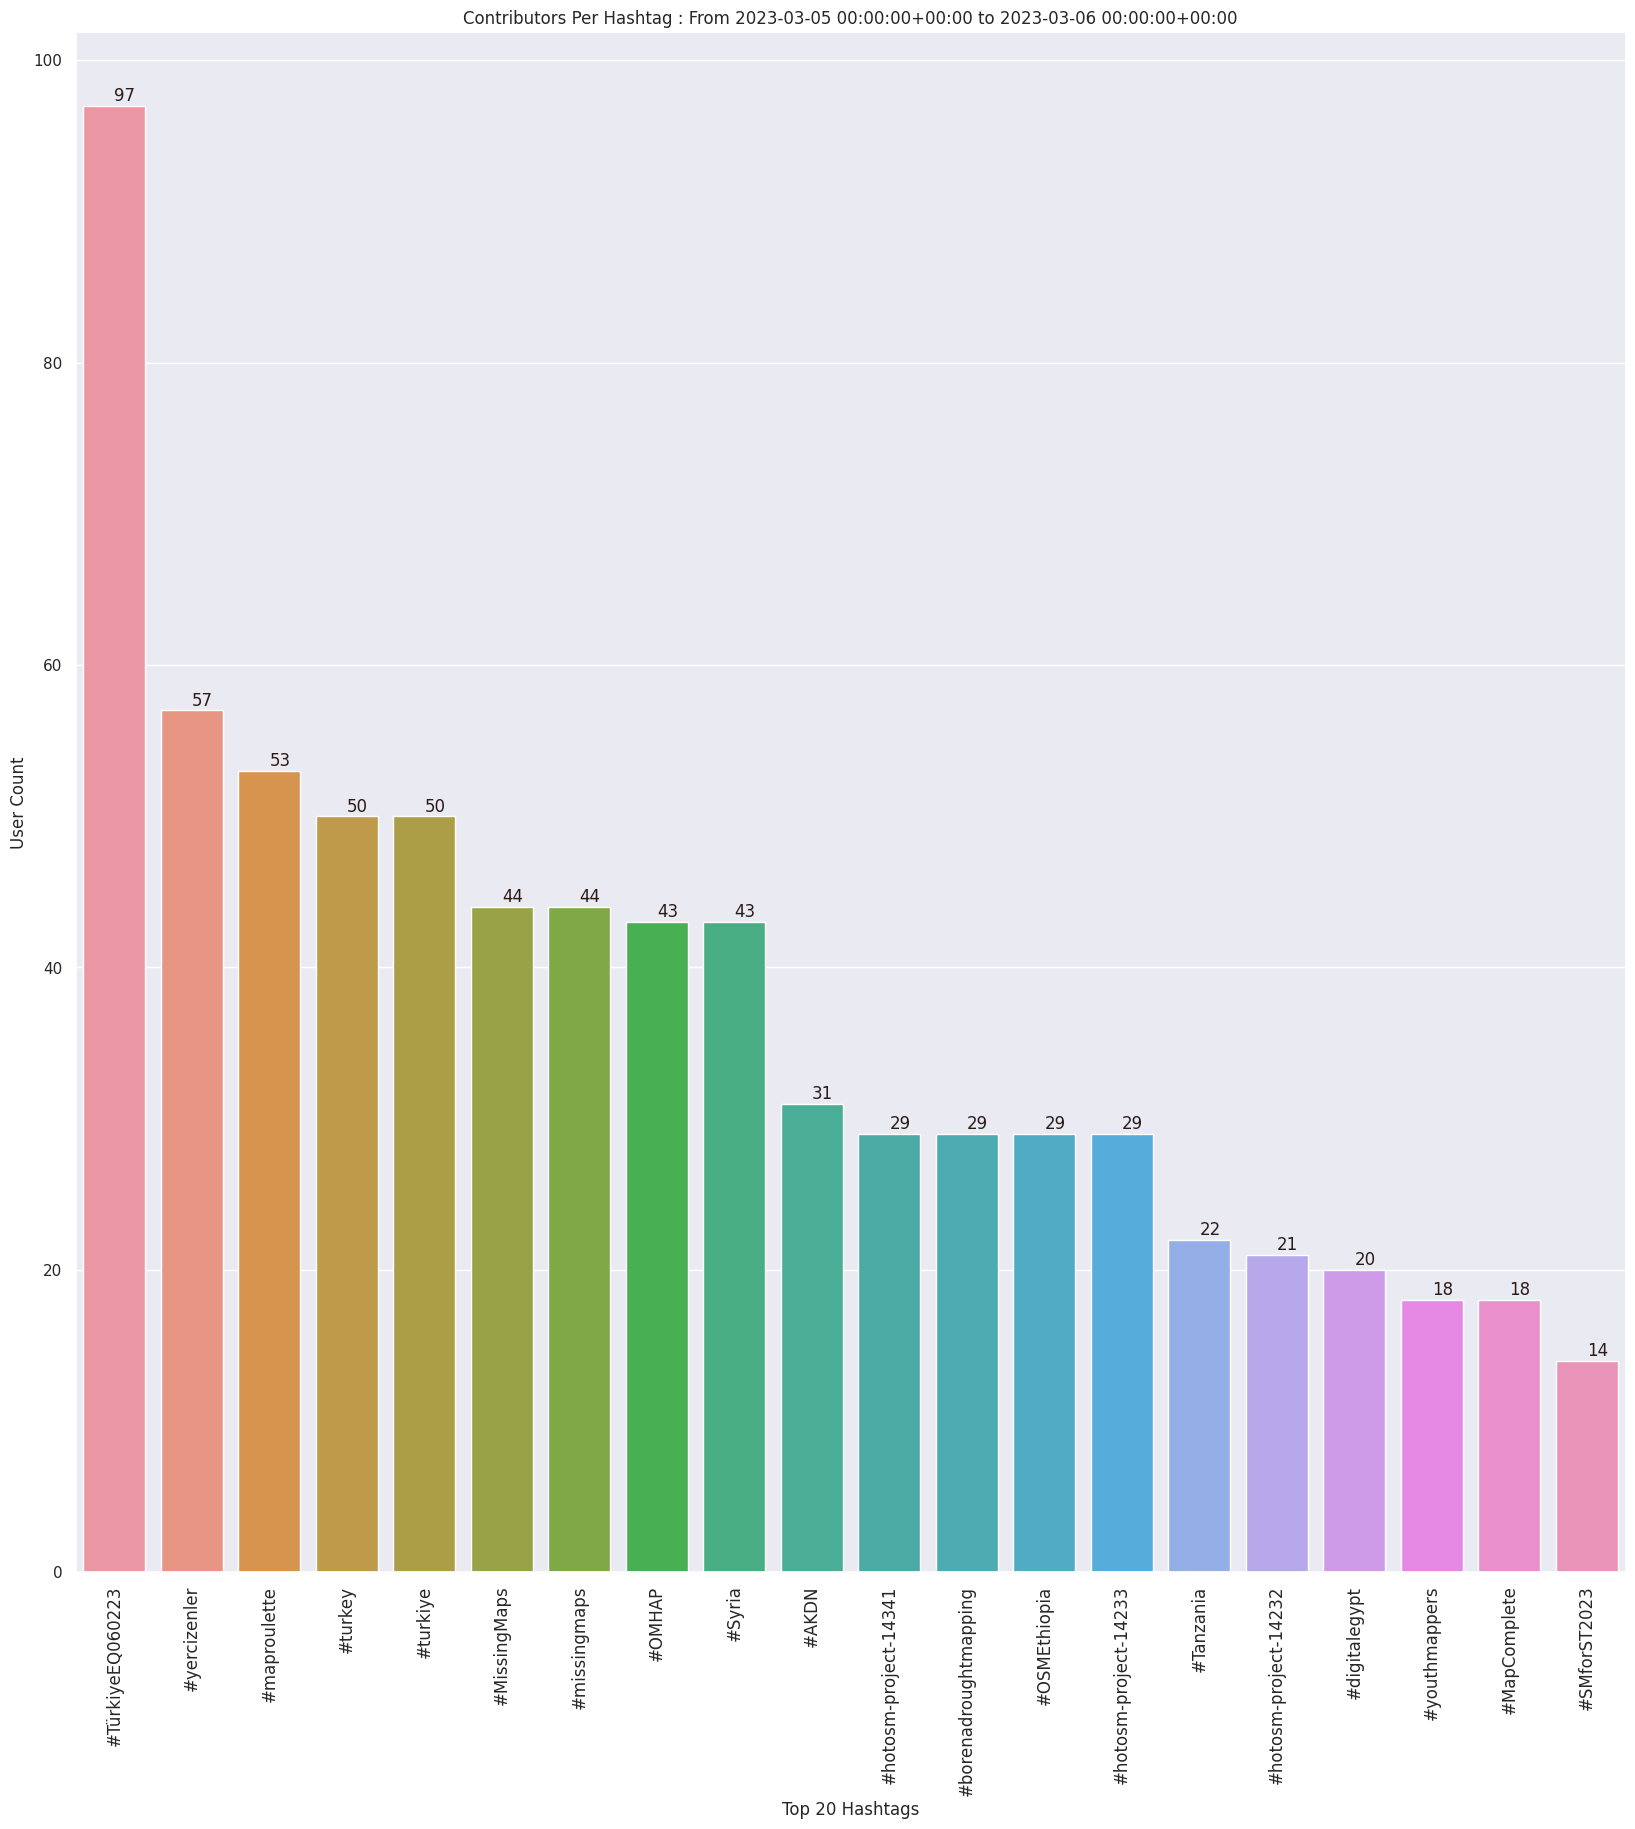 Contributors Per Hashtag : From 2023-03-05 00:00:00+00:00 to 2023-03-06 00:00:00+00:00
100
80
60
40
20
0
User Count
97
57
53
50
50
44
44
43
43
31
29
29
29
29
22
21
20
18
18
14
#TürkiyeEQ060223
#yercizenler
#maproulette
#turkey
#turkiye
#MissingMaps
#missingmaps
#OMHAP
#Syria
#AKDN
#hotosm-project-14341
#borenadroughtmapping
#OSMEthiopia
#hotosm-project-14233
#Tanzania
#hotosm-project-14232
#digitalegypt
#youthmappers
#MapComplete
#SMforST2023
Top 20 Hashtags